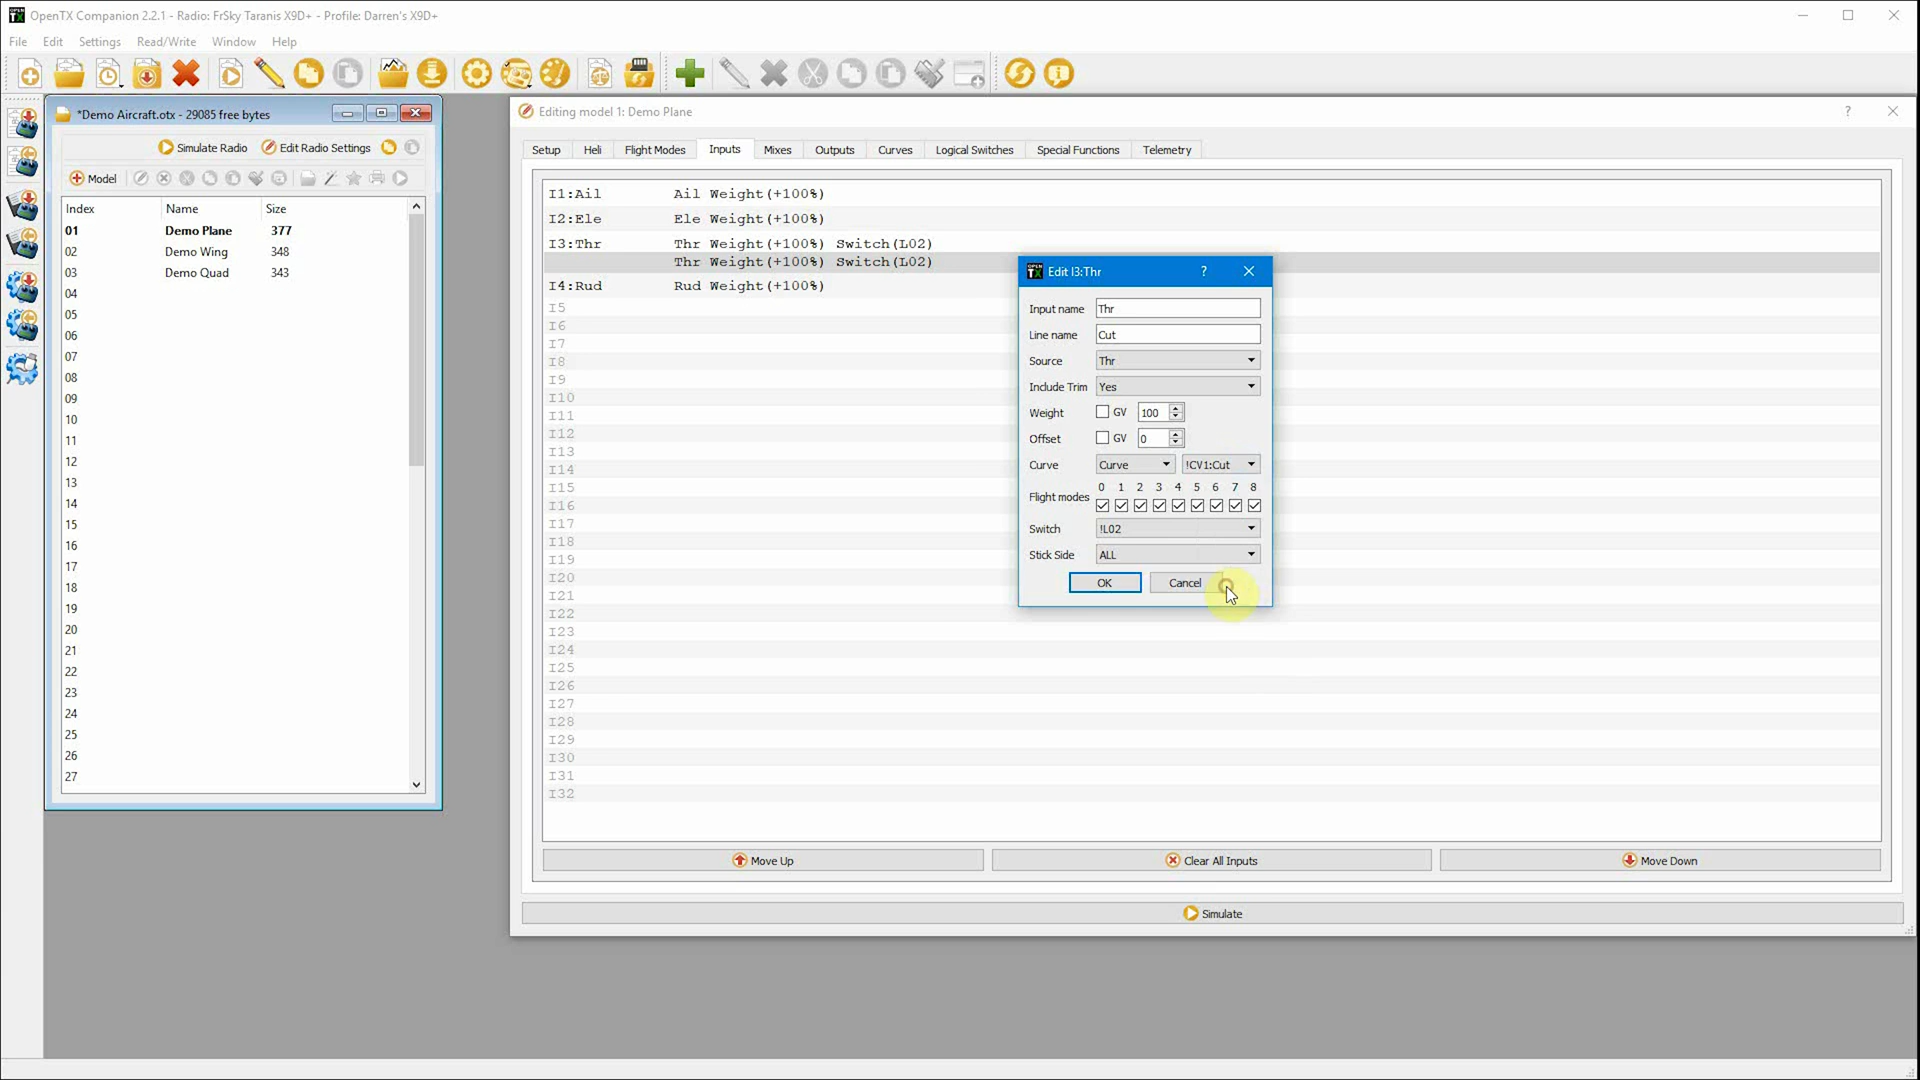 OpenTX Companion 2.2.1 - Radio: FrSky Taranis X9D+ - Profile: Darren's X9D+
File Edit Settings Read/Write Window Help
*Demo Aircraft.otx - 29085 free bytes
Simulate Radio Edit Radio Settings
Model
Index Name Size
01 Demo Plane 377
02 Demo Wing 348
03 Demo Quad 343
04
05
06
07
08
09
10
11
12
13
14
15
16
17
18
19
20
21
22
23
24
25
26
27
Editing model 1: Demo Plane
Setup Heli Flight Modes Inputs Mixes Outputs Curves Logical Switches Special Functions Telemetry
I1:Ail Ail Weight(+100%)
I2:Ele Ele Weight(+100%)
I3:Thr Thr Weight(+100%) Switch(L02)
Thr Weight(+100%) Switch(L02)
I4:Rud Rud Weight(+100%)
I5
I6
I7
I8
I9
I10
I11
I12
I13
I14
I15
I16
I17
I18
I19
I20
I21
I22
I23
I24
I25
I26
I27
I28
I29
I30
I31
I32
Edit I3:Thr
Input name Thr
Line name Cut
Source Thr
Include Trim Yes
Weight GV 100
Offset GV 0
Curve Curve !CV1:Cut
0 1 2 3 4 5 6 7 8
Flight modes
Switch !L02
Stick Side ALL
OK Cancel
Move Up Clear All Inputs Move Down
Simulate